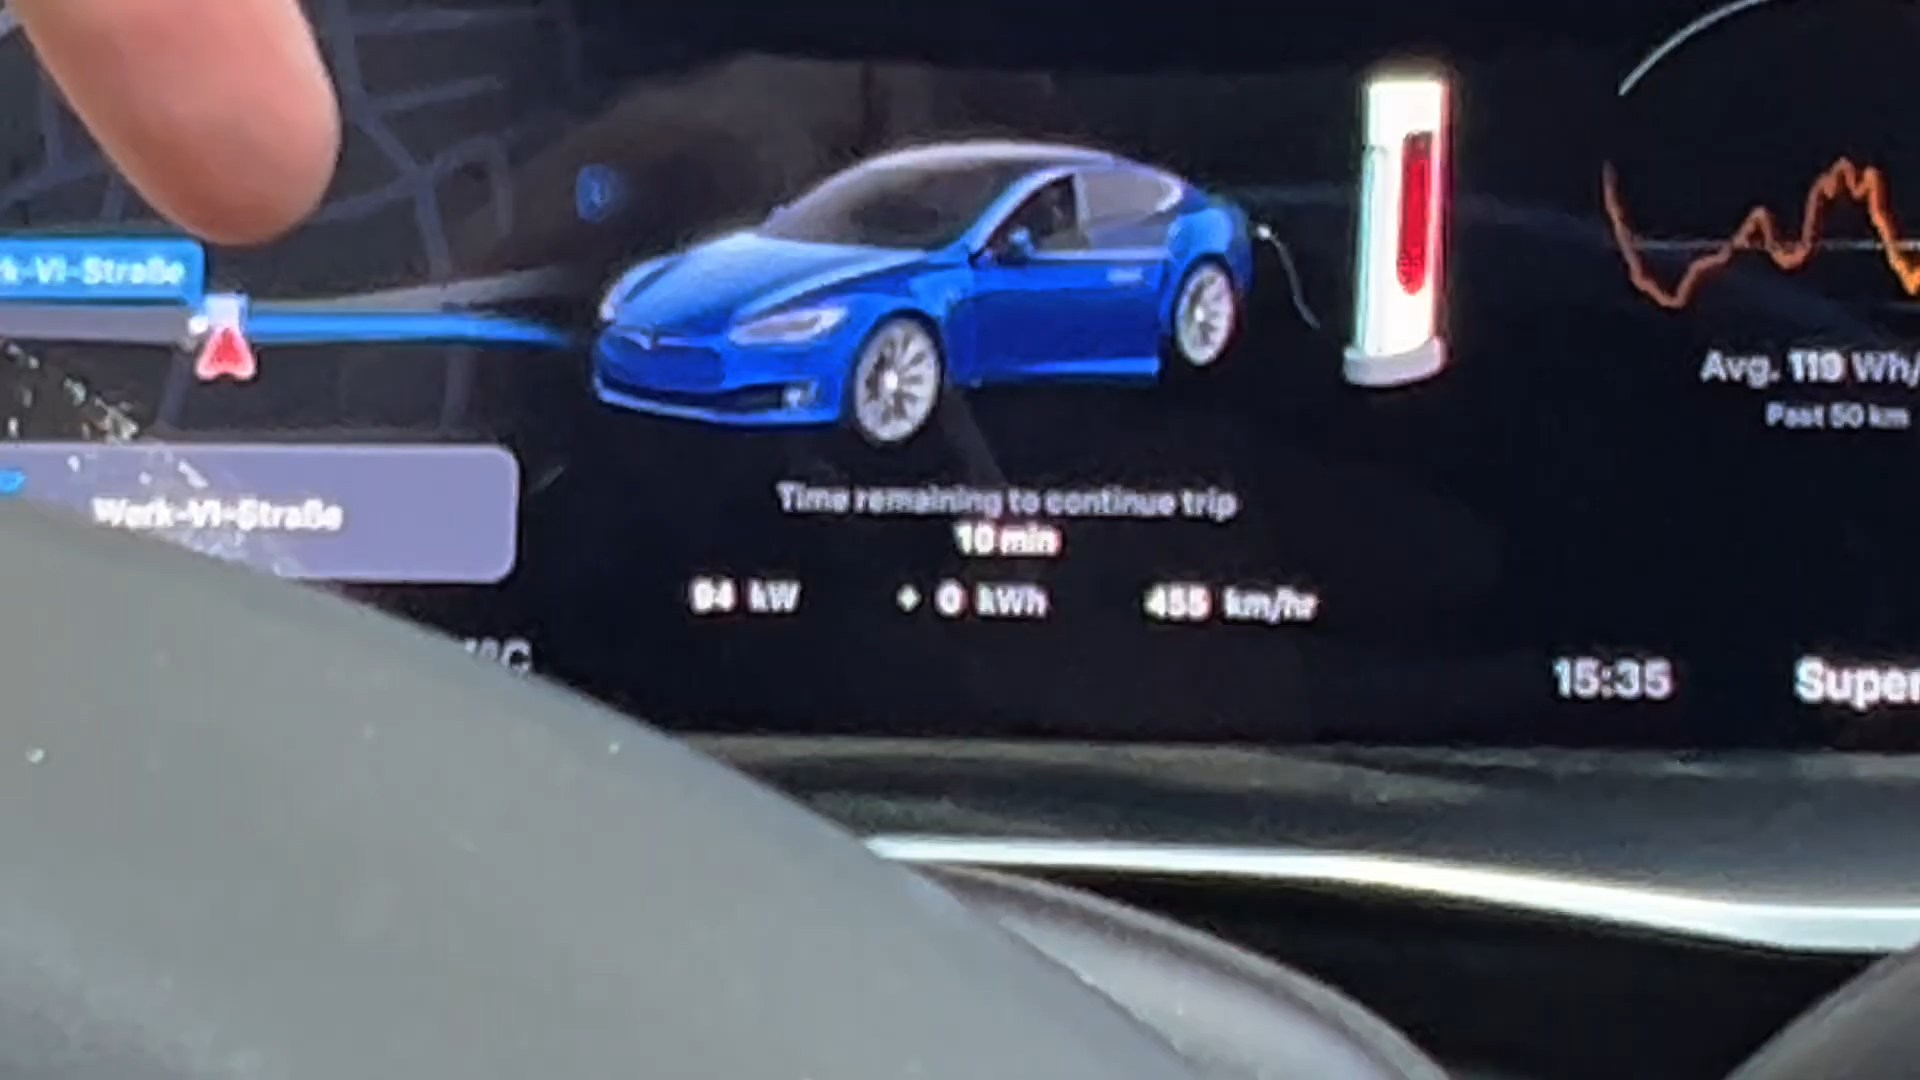 k-VI-Straße
Werk-VI-Straße
°C
Time remaining to continue trip
10 min
94 kW + 0 kWh 455 km/hr
Avg. 119 Wh/
Past 50 km
15:35
Super